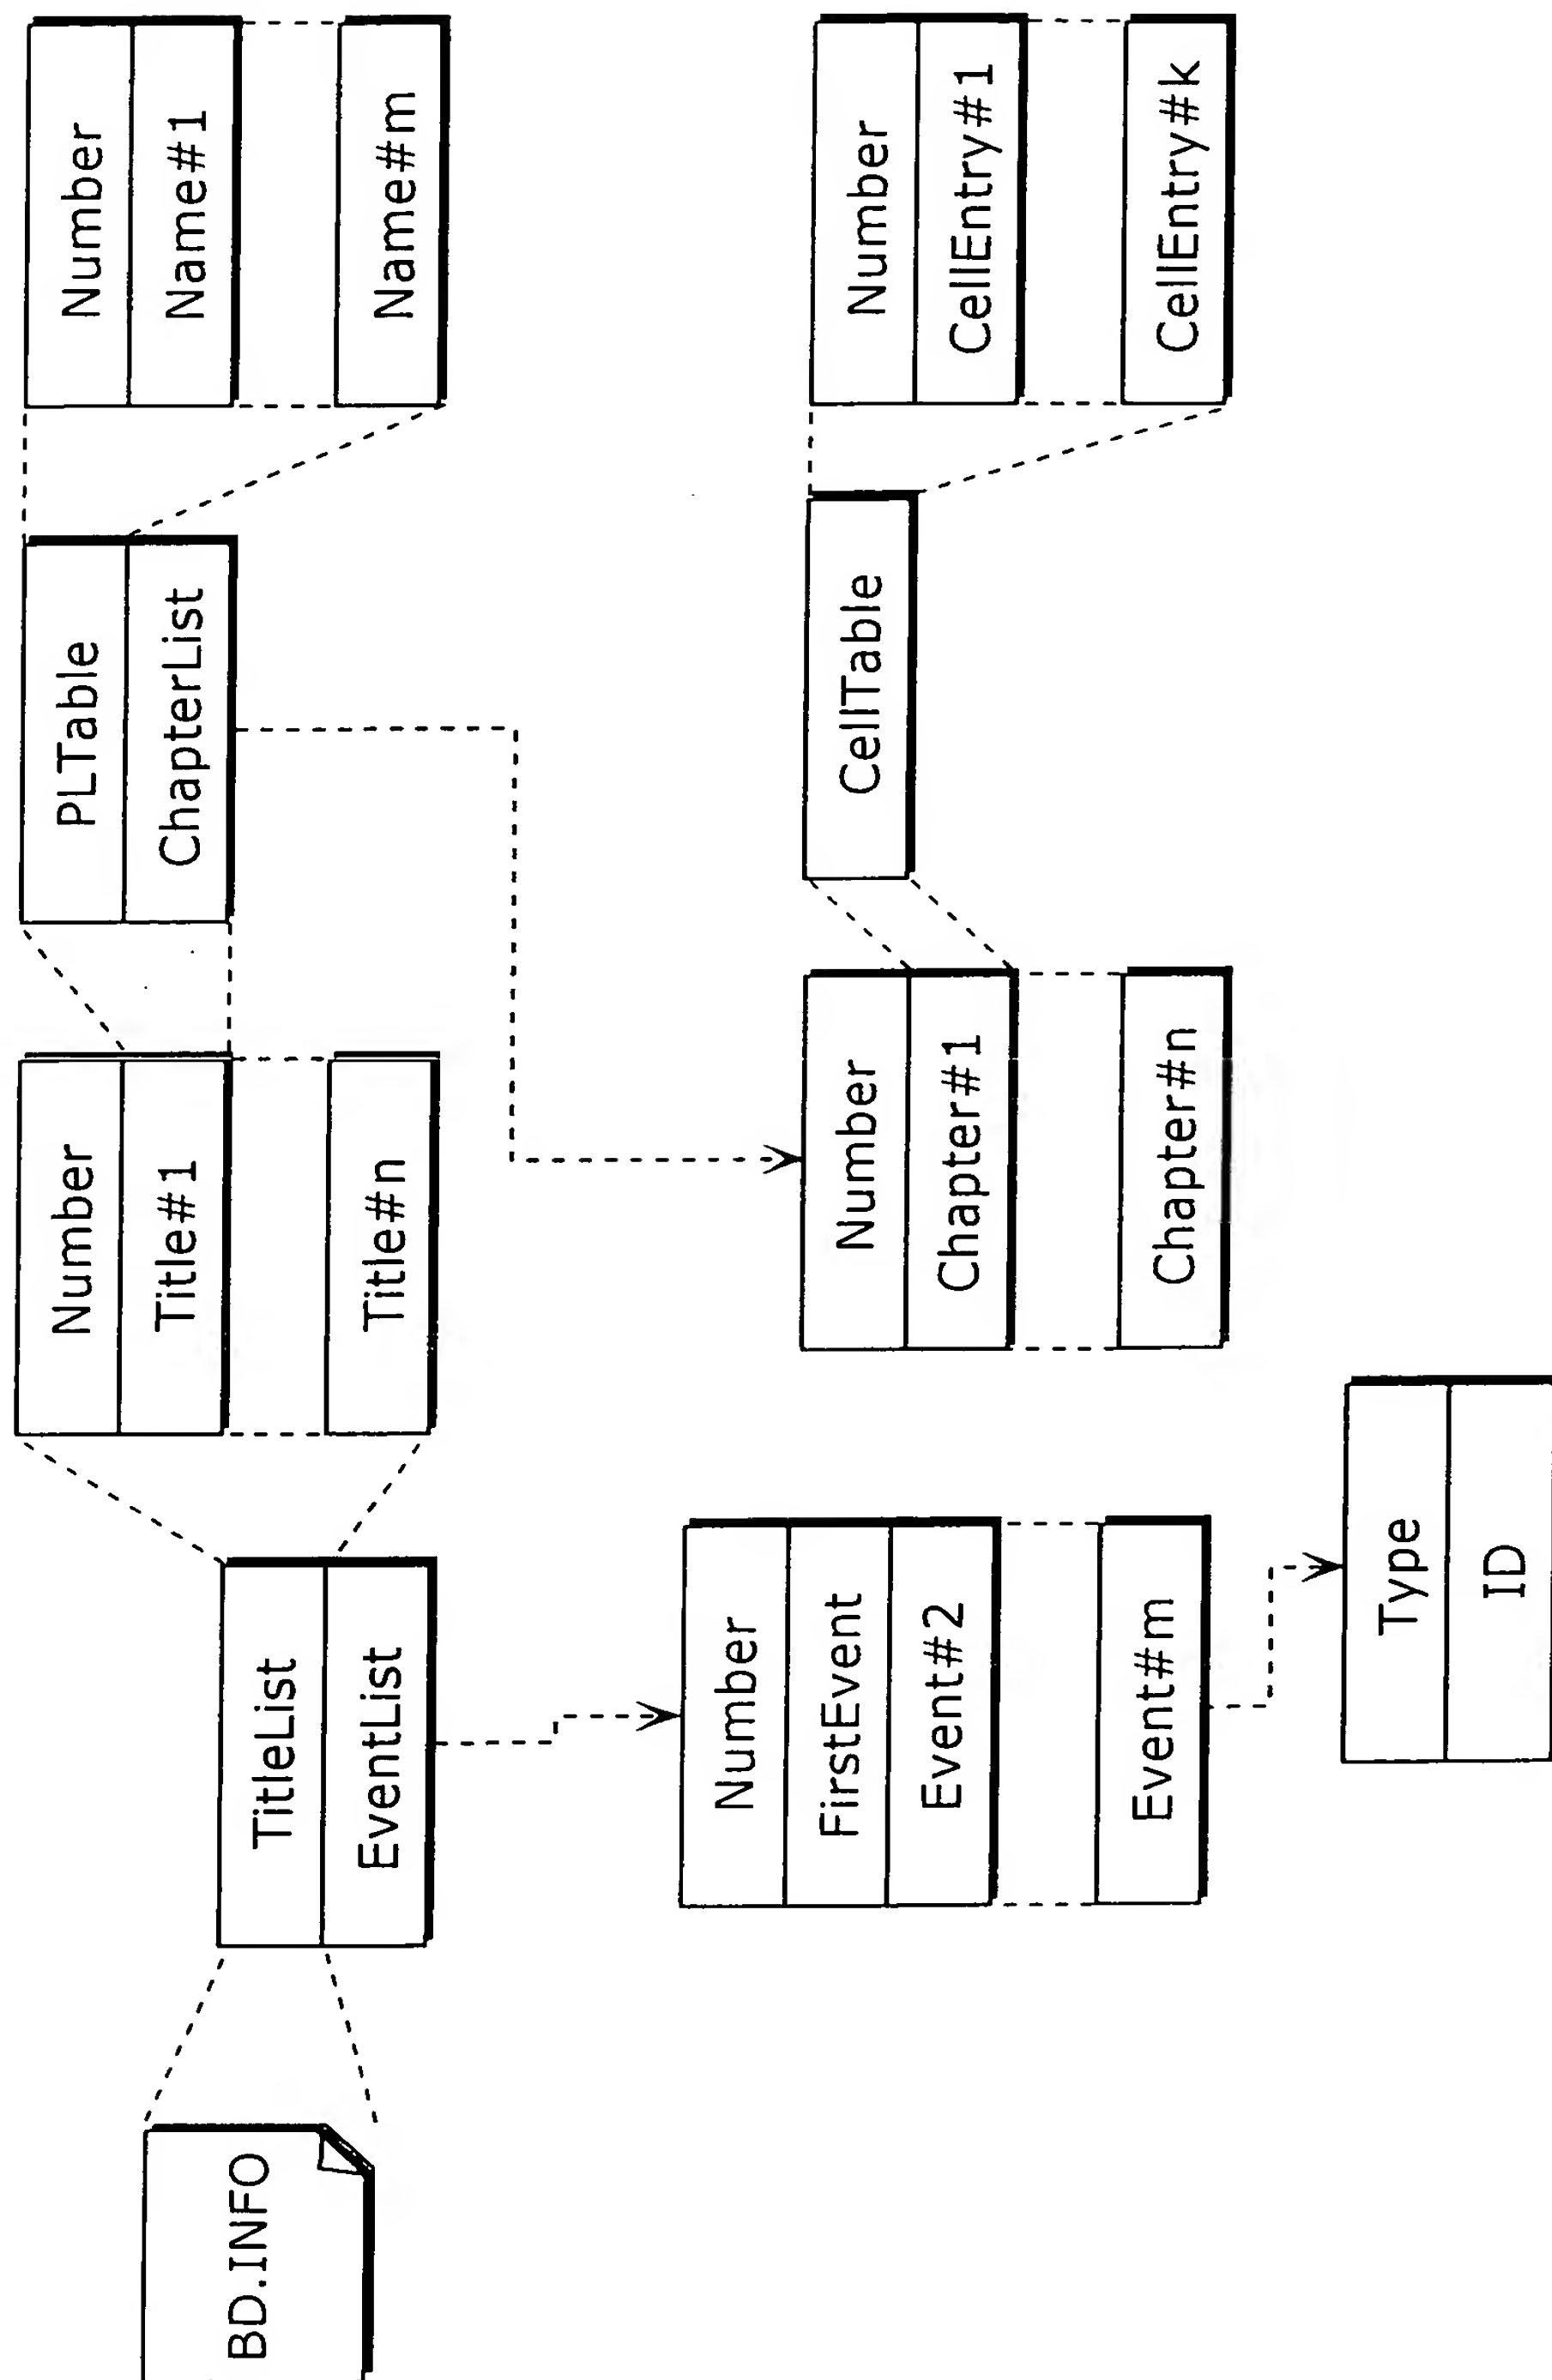 BD.INFO
TitleList
EventList
Number
Title#1
Title#n
PLTable
ChapterList
Number
Name#1
Name#m
Number
FirstEvent
Event#2
Event#m
Type
ID
Number
Chapter#1
Chapter#n
CellTable
Number
CellEntry#1
CellEntry#k